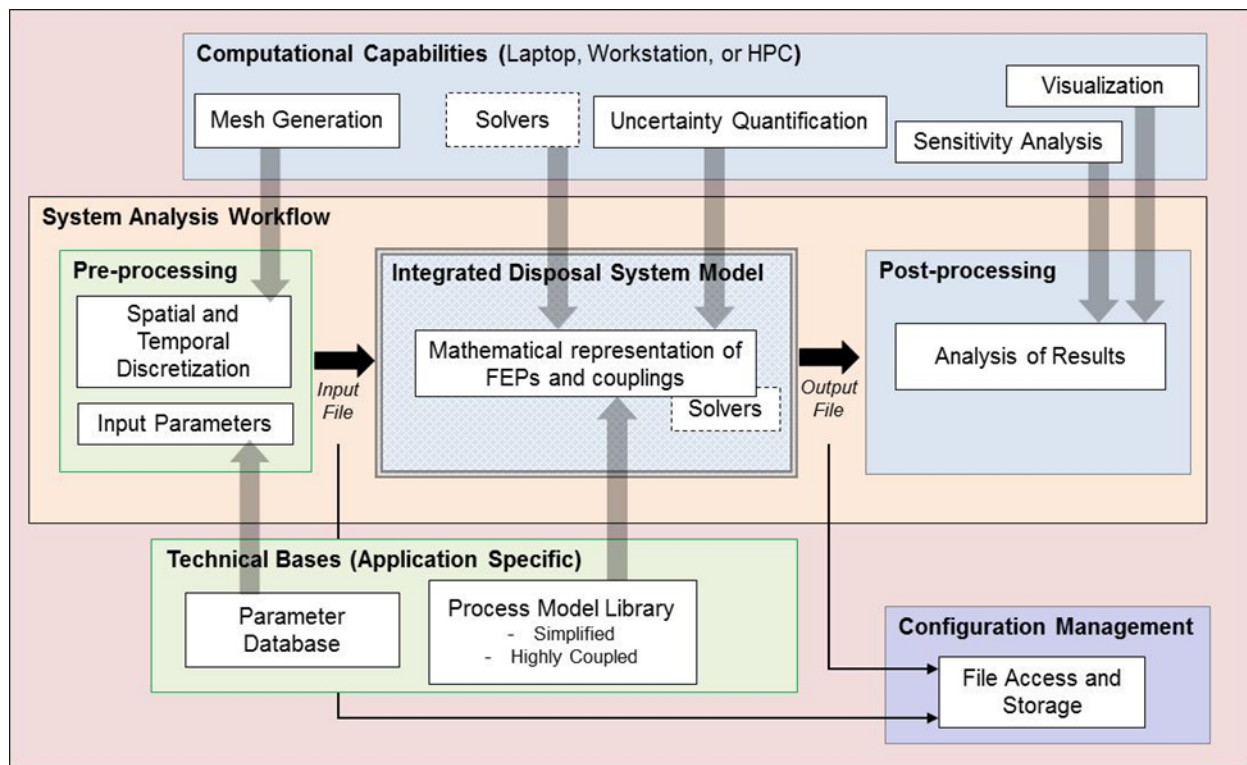 Computational Capabilities (Laptop, Workstation, or HPC)
Mesh Generation
Solvers
Uncertainty Quantification
Sensitivity Analysis
Visualization
System Analysis Workflow
Pre-processing
Spatial and
Temporal
Discretization
Input Parameters
Input
File
Integrated Disposal System Model
Mathematical representation of
FEPs and couplings
Solvers
Output
File
Post-processing
Analysis of Results
Technical Bases (Application Specific)
Parameter
Database
Process Model Library
- Simplified
- Highly Coupled
Configuration Management
File Access and
Storage